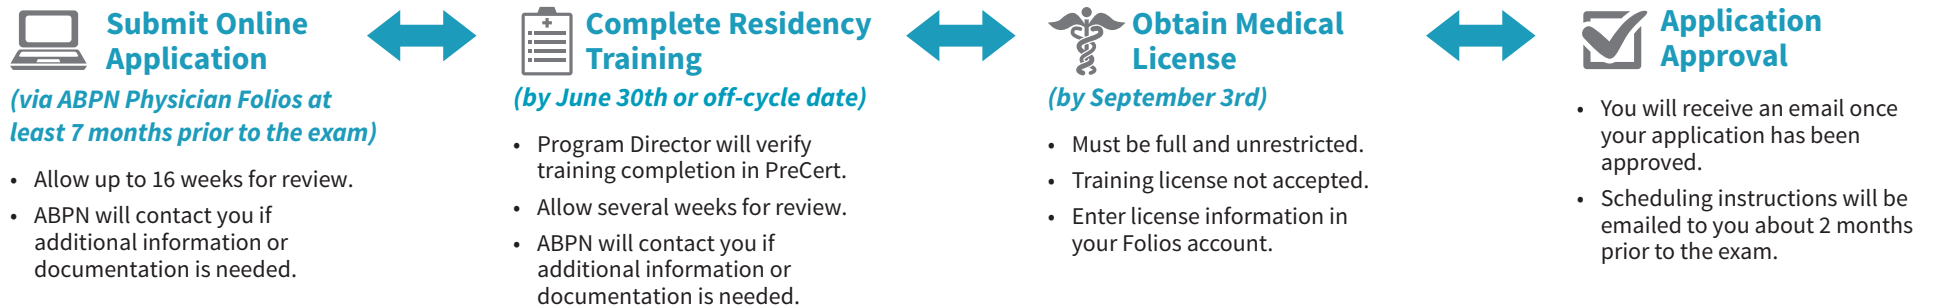 Submit Online
Application
(via ABPN Physician Folios at
least 7 months prior to the exam)
• Allow up to 16 weeks for review.
• ABPN will contact you if
additional information or
documentation is needed.
Complete Residency
Training
(by June 30th or off-cycle date)
• Program Director will verify
training completion in PreCert.
• Allow several weeks for review.
• ABPN will contact you if
additional information or
documentation is needed.
Obtain Medical
License
(by September 3rd)
• Must be full and unrestricted.
• Training license not accepted.
• Enter license information in
your Folios account.
Application
Approval
• You will receive an email once
your application has been
approved.
• Scheduling instructions will be
emailed to you about 2 months
prior to the exam.